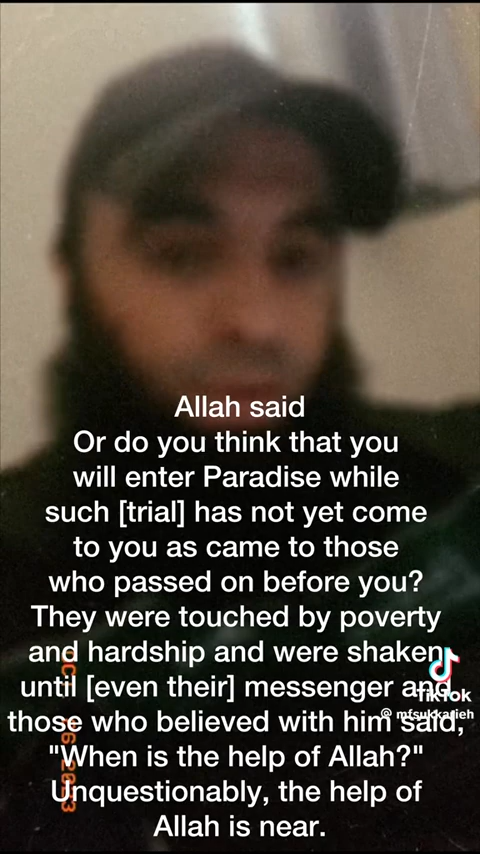 Allah said
Or do you think that you
will enter Paradise while
such [trial] has not yet come
to you as came to those
who passed on before you?
They were touched by poverty
and hardship and were shaken
until [even their] messenger and
those who believed with him said,
"When is the help of Allah?"
Unquestionably, the help of
Allah is near.
TikTok
@ mfsukkarieh